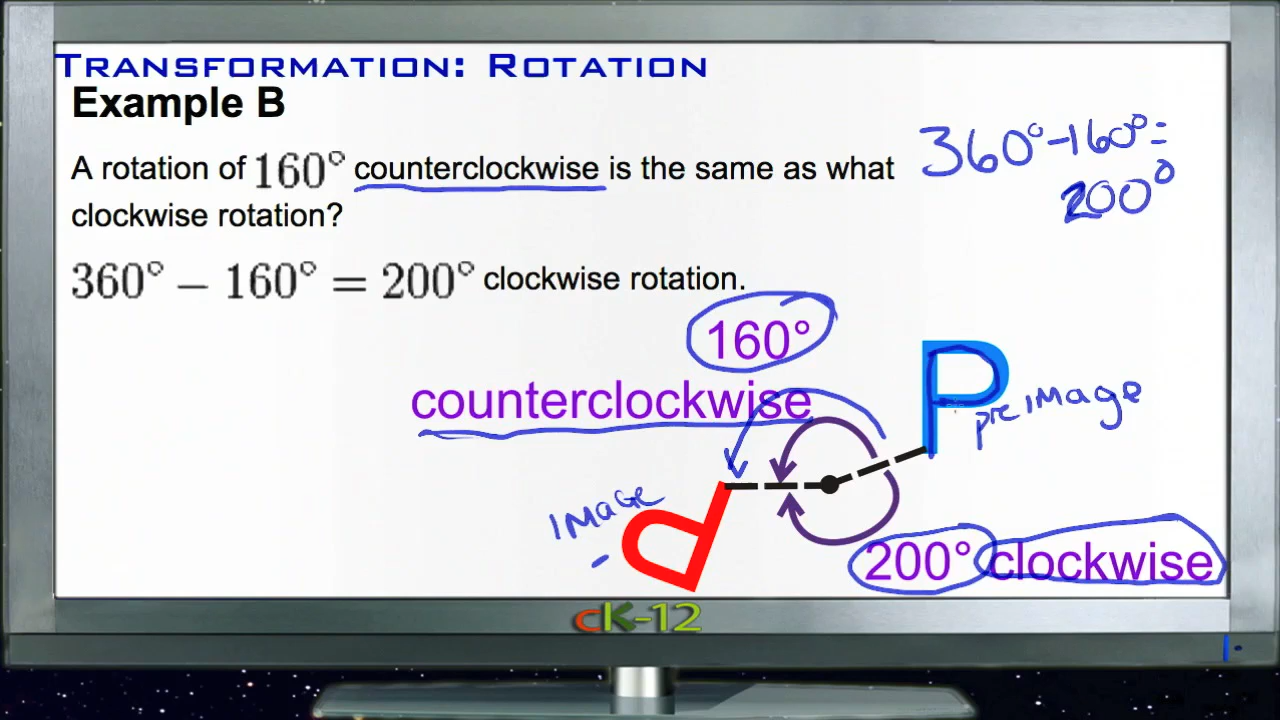 TRANSFORMATION: ROTATION
Example B
A rotation of 160° counterclockwise is the same as what
clockwise rotation?
360° − 160° = 200° clockwise rotation.
360° - 160° =
200°
160°
counterclockwise
P
preimage
image
P
200° clockwise
cK-12